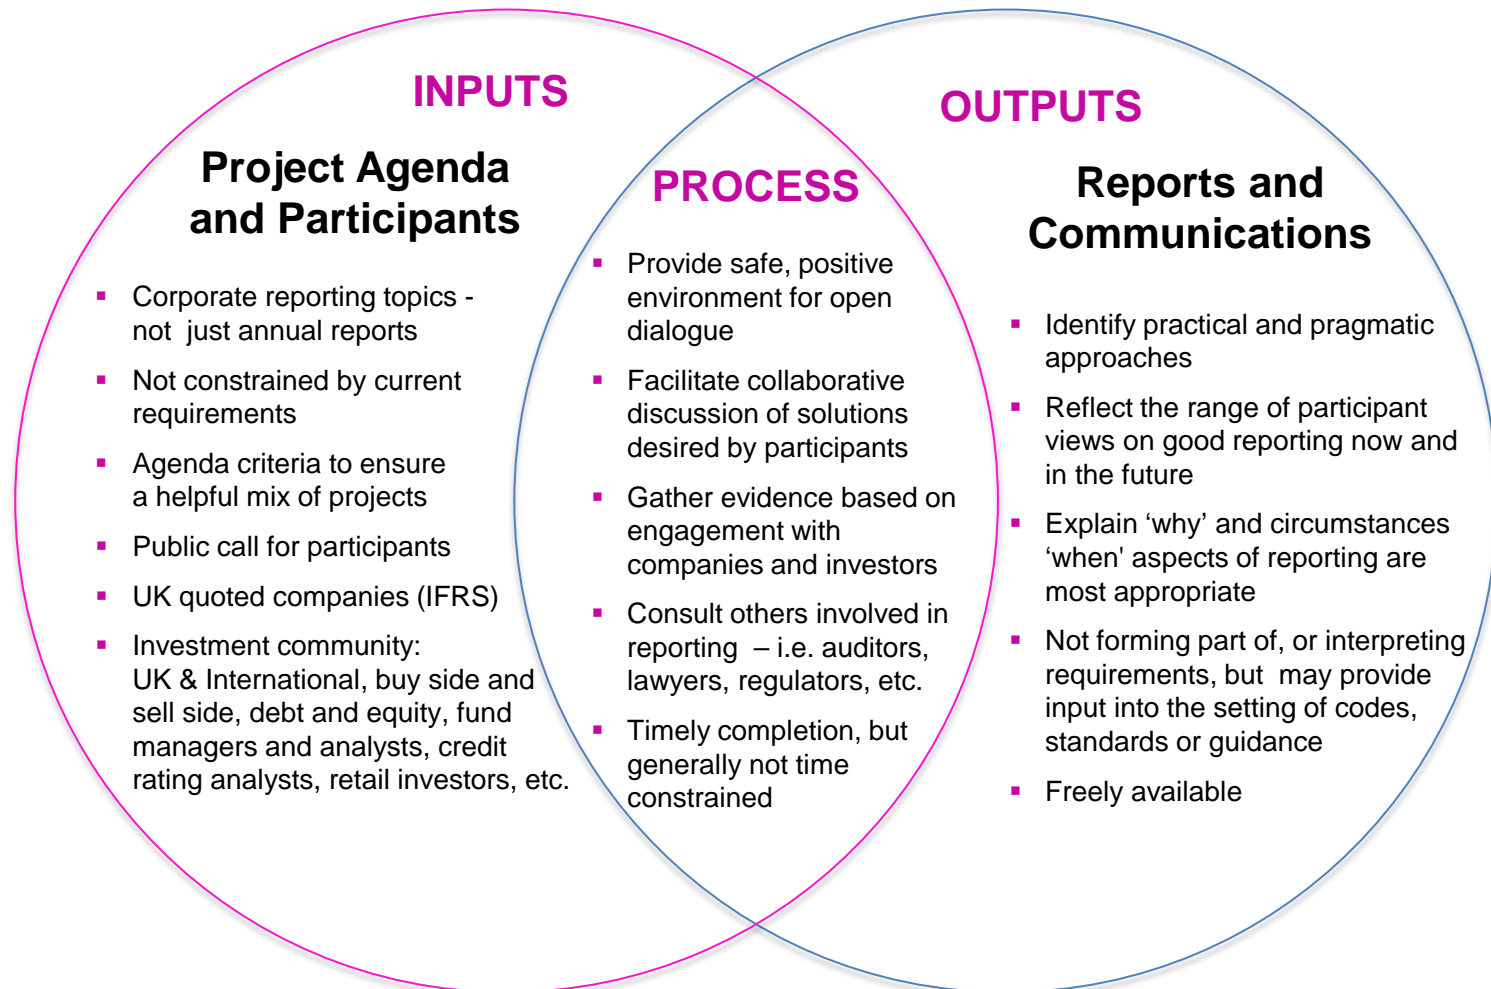 INPUTS
Project Agenda
and Participants
▪ Corporate reporting topics -
not  just annual reports
▪ Not constrained by current
requirements
▪ Agenda criteria to ensure
a helpful mix of projects
▪ Public call for participants
▪ UK quoted companies (IFRS)
▪ Investment community:
UK & International, buy side and
sell side, debt and equity, fund
managers and analysts, credit
rating analysts, retail investors, etc.
PROCESS
▪ Provide safe, positive
environment for open
dialogue
▪ Facilitate collaborative
discussion of solutions
desired by participants
▪ Gather evidence based on
engagement with
companies and investors
▪ Consult others involved in
reporting  – i.e. auditors,
lawyers, regulators, etc.
▪ Timely completion, but
generally not time
constrained
OUTPUTS
Reports and
Communications
▪ Identify practical and pragmatic
approaches
▪ Reflect the range of participant
views on good reporting now and
in the future
▪ Explain ‘why’ and circumstances
‘when' aspects of reporting are
most appropriate
▪ Not forming part of, or interpreting
requirements, but  may provide
input into the setting of codes,
standards or guidance
▪ Freely available